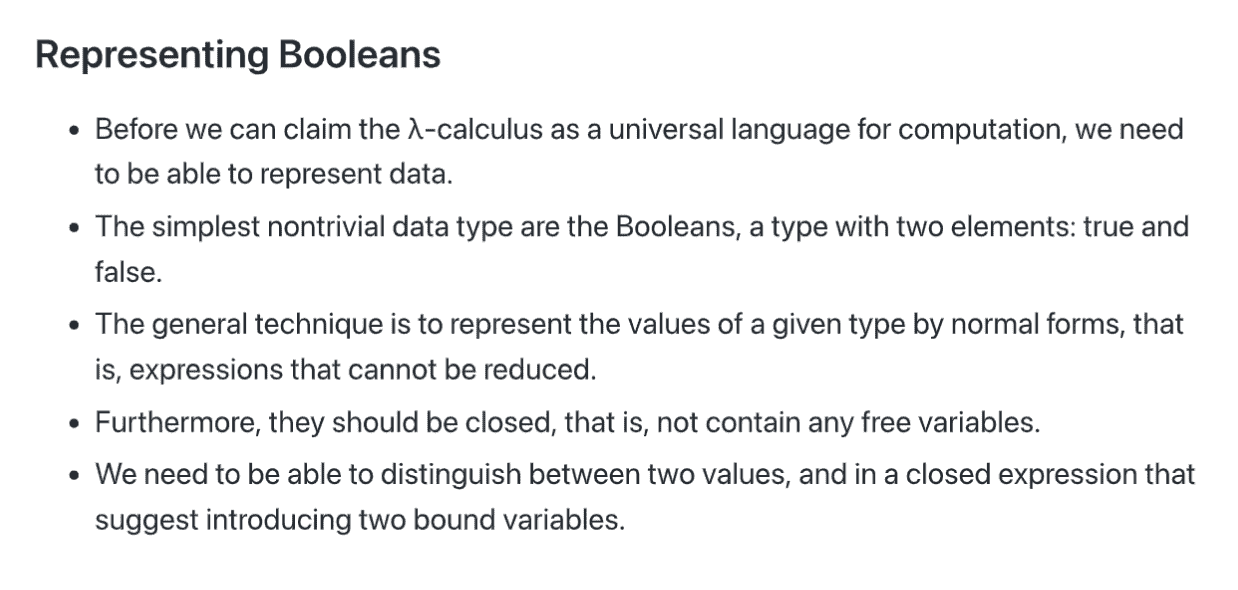 Representing Booleans
• Before we can claim the λ-calculus as a universal language for computation, we need
to be able to represent data.
• The simplest nontrivial data type are the Booleans, a type with two elements: true and
false.
• The general technique is to represent the values of a given type by normal forms, that
is, expressions that cannot be reduced.
• Furthermore, they should be closed, that is, not contain any free variables.
• We need to be able to distinguish between two values, and in a closed expression that
suggest introducing two bound variables.